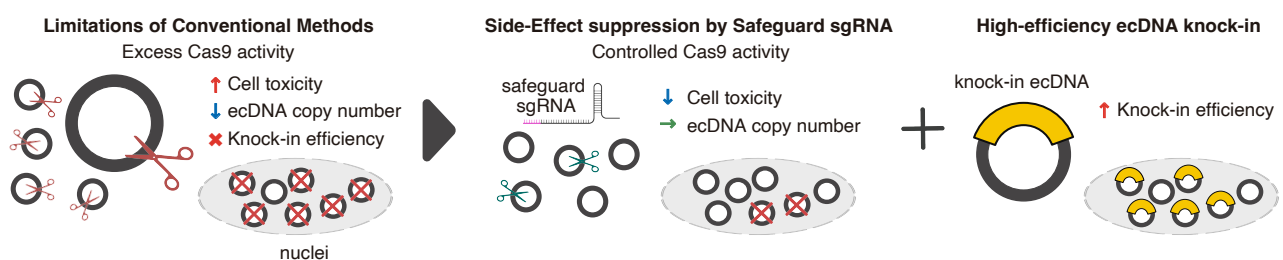 Limitations of Conventional Methods
Excess Cas9 activity
↑ Cell toxicity
↓ ecDNA copy number
✕ Knock-in efficiency
nuclei
Side-Effect suppression by Safeguard sgRNA
Controlled Cas9 activity
safeguard
sgRNA
↓ Cell toxicity
→ ecDNA copy number
+
High-efficiency ecDNA knock-in
knock-in ecDNA
↑ Knock-in efficiency